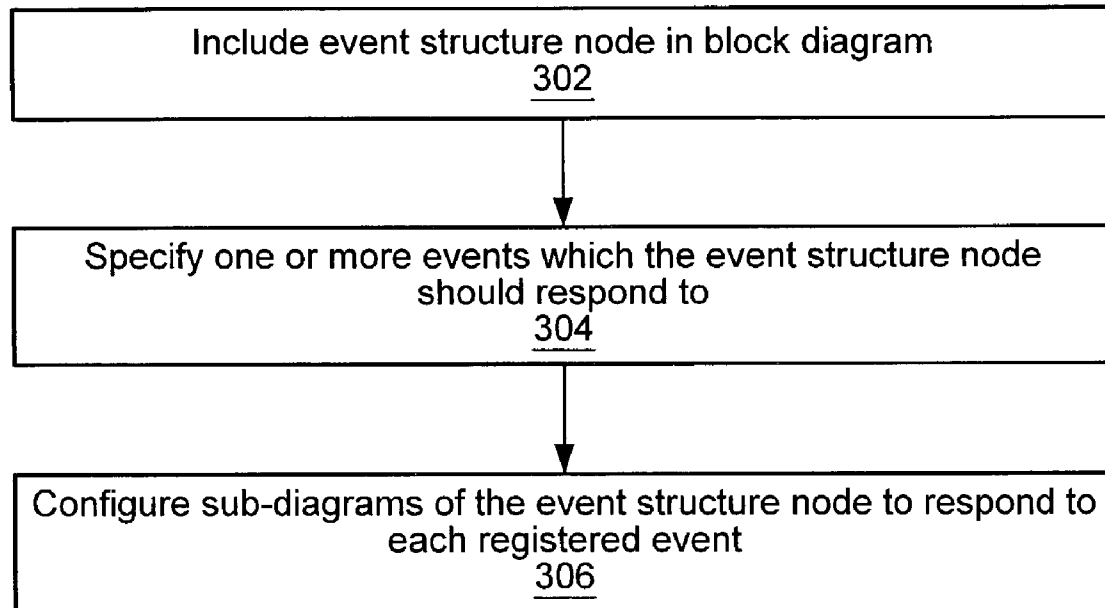 Include event structure node in block diagram
302
Specify one or more events which the event structure node
should respond to
304
Configure sub-diagrams of the event structure node to respond to
each registered event
306